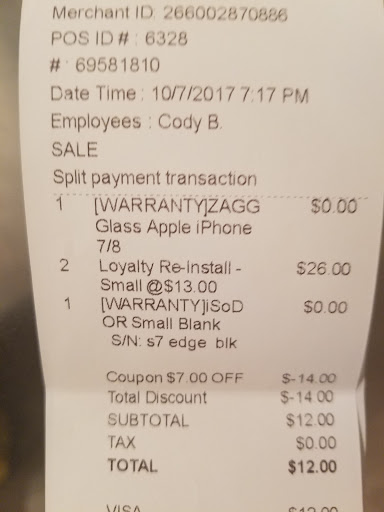 Merchant ID: 266002870886
POS ID # : 6328
# : 69581810
Date Time : 10/7/2017 7:17 PM
Employees : Cody B.
SALE
Split payment transaction
1 [WARRANTY]ZAGG $0.00
Glass Apple iPhone
7/8
2 Loyalty Re-Install - $26.00
Small @$13.00
1 [WARRANTY]iSoD $0.00
OR Small Blank
S/N: s7 edge blk
Coupon $7.00 OFF $-14.00
Total Discount $-14.00
SUBTOTAL $12.00
TAX $0.00
TOTAL $12.00
VISA $12.00